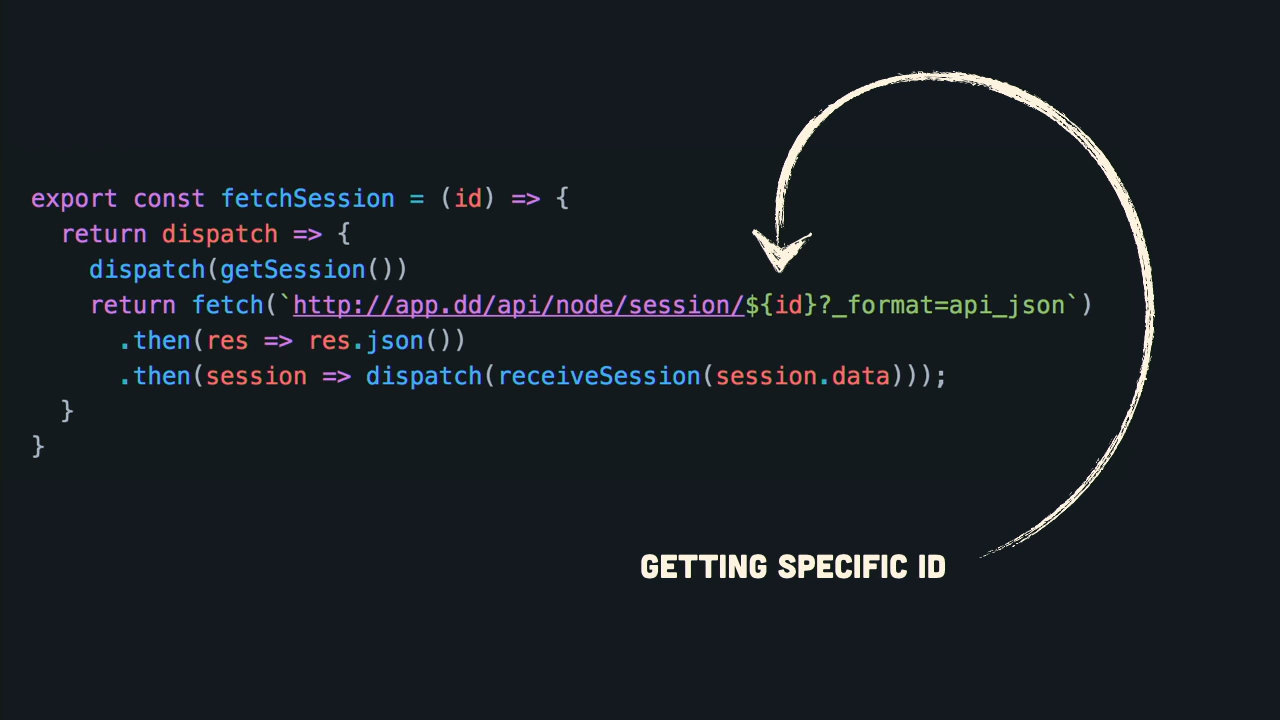 export const fetchSession = (id) => {
  return dispatch => {
    dispatch(getSession())
    return fetch(`http://app.dd/api/node/session/${id}?_format=api_json`)
      .then(res => res.json())
      .then(session => dispatch(receiveSession(session.data)));
  }
}
GETTING SPECIFIC ID